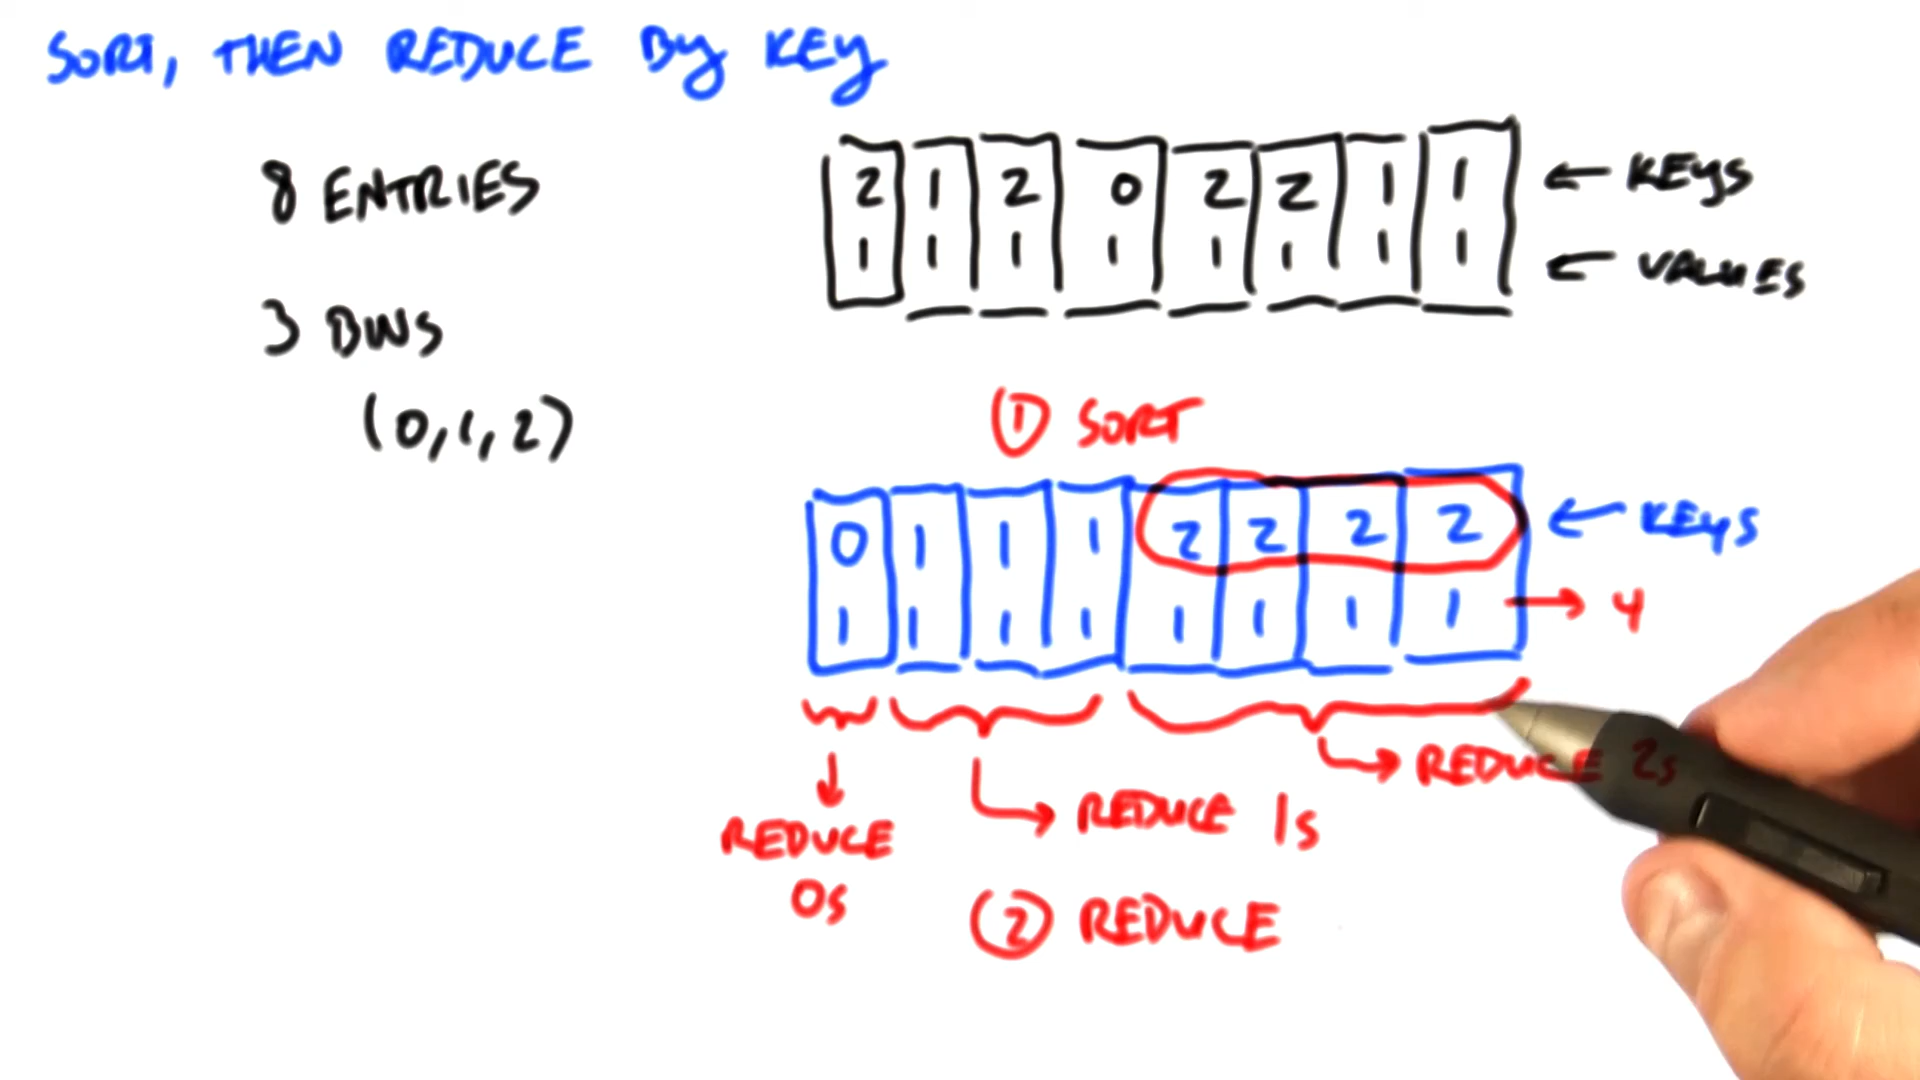 SORT, THEN REDUCE By KEy
8 ENTRIES
3 BINS
(0,1,2)
2 1 2 0 2 2 1 1 ← KEyS
1 1 1 1 1 1 1 1 ← VALUES
① SORT
0 1 1 1 2 2 2 2 ← KEyS
1 1 1 1 1 1 1 1 → 4
REDUCE 0s
REDUCE 1s
REDUCE 2s
② REDUCE